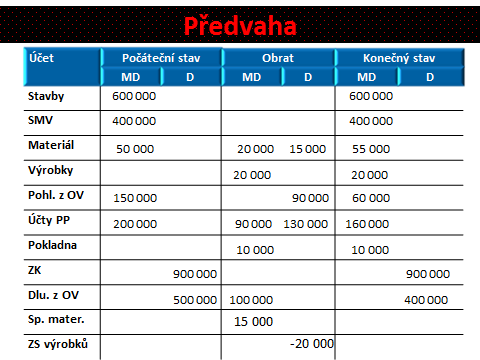 Předvaha
Účet Počáteční stav Obrat Konečný stav
MD D MD D MD D
Stavby 600 000 600 000
SMV 400 000 400 000
Materiál 50 000 20 000 15 000 55 000
Výrobky 20 000 20 000
Pohl. z OV 150 000 90 000 60 000
Účty PP 200 000 90 000 130 000 160 000
Pokladna 10 000 10 000
ZK 900 000 900 000
Dlu. z OV 500 000 100 000 400 000
Sp. mater. 15 000
ZS výrobků -20 000